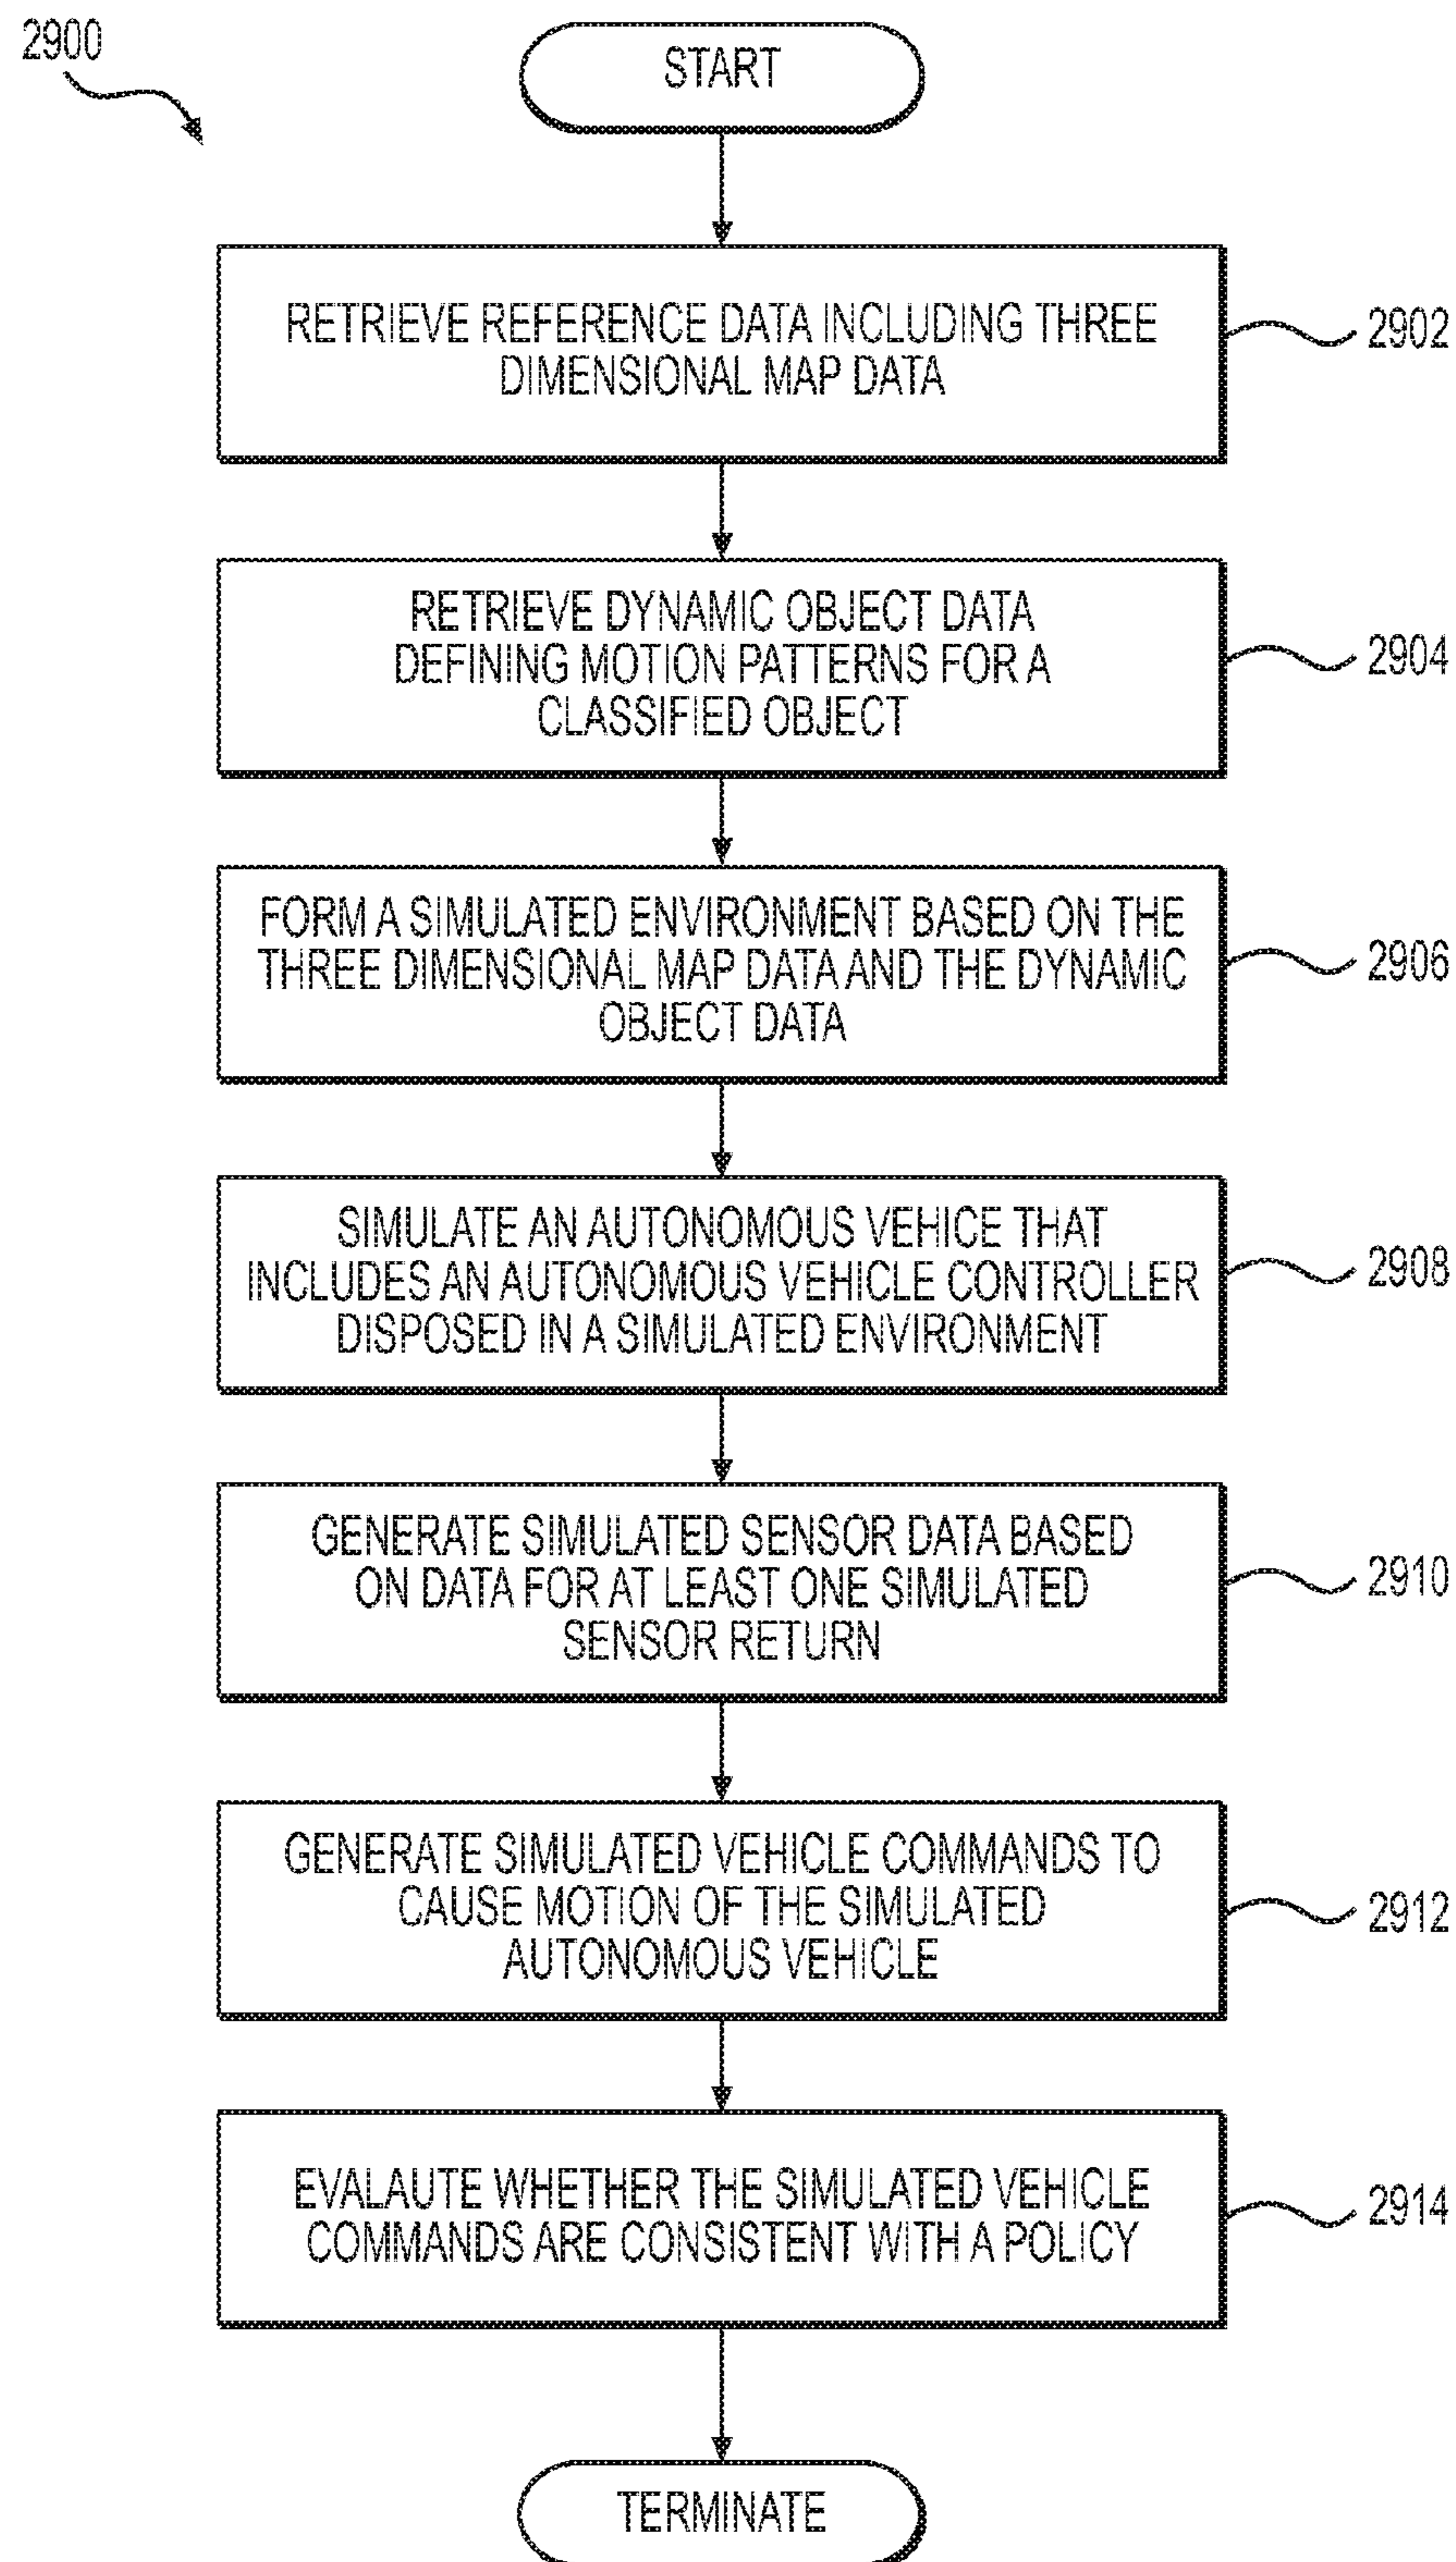 2900
START
RETRIEVE REFERENCE DATA INCLUDING THREE
DIMENSIONAL MAP DATA
2902
RETRIEVE DYNAMIC OBJECT DATA
DEFINING MOTION PATTERNS FOR A
CLASSIFIED OBJECT
2904
FORM A SIMULATED ENVIRONMENT BASED ON THE
THREE DIMENSIONAL MAP DATA AND THE DYNAMIC
OBJECT DATA
2906
SIMULATE AN AUTONOMOUS VEHICE THAT
INCLUDES AN AUTONOMOUS VEHICLE CONTROLLER
DISPOSED IN A SIMULATED ENVIRONMENT
2908
GENERATE SIMULATED SENSOR DATA BASED
ON DATA FOR AT LEAST ONE SIMULATED
SENSOR RETURN
2910
GENERATE SIMULATED VEHICLE COMMANDS TO
CAUSE MOTION OF THE SIMULATED
AUTONOMOUS VEHICLE
2912
EVALAUTE WHETHER THE SIMULATED VEHICLE
COMMANDS ARE CONSISTENT WITH A POLICY
2914
TERMINATE